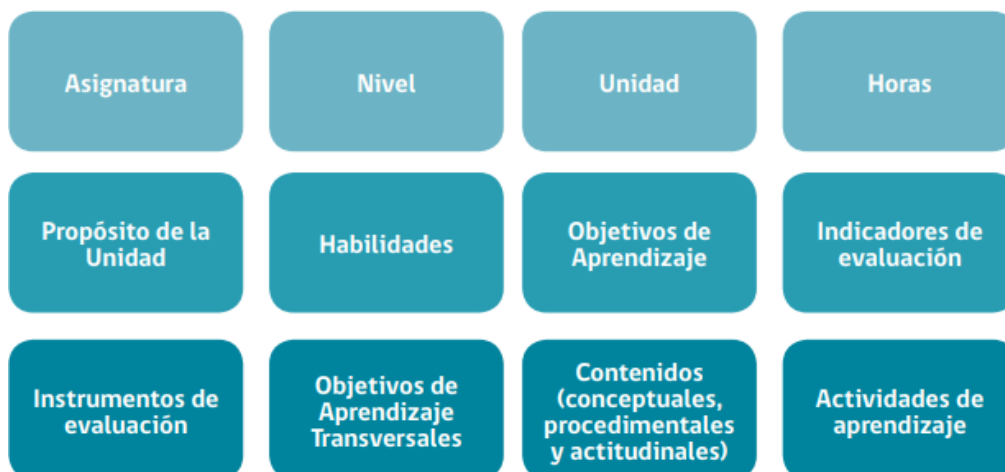 Asignatura
Nivel
Unidad
Horas
Propósito de la
Unidad
Habilidades
Objetivos de
Aprendizaje
Indicadores de
evaluación
Instrumentos de
evaluación
Objetivos de
Aprendizaje
Transversales
Contenidos
(conceptuales,
procedimentales
y actitudinales)
Actividades de
aprendizaje